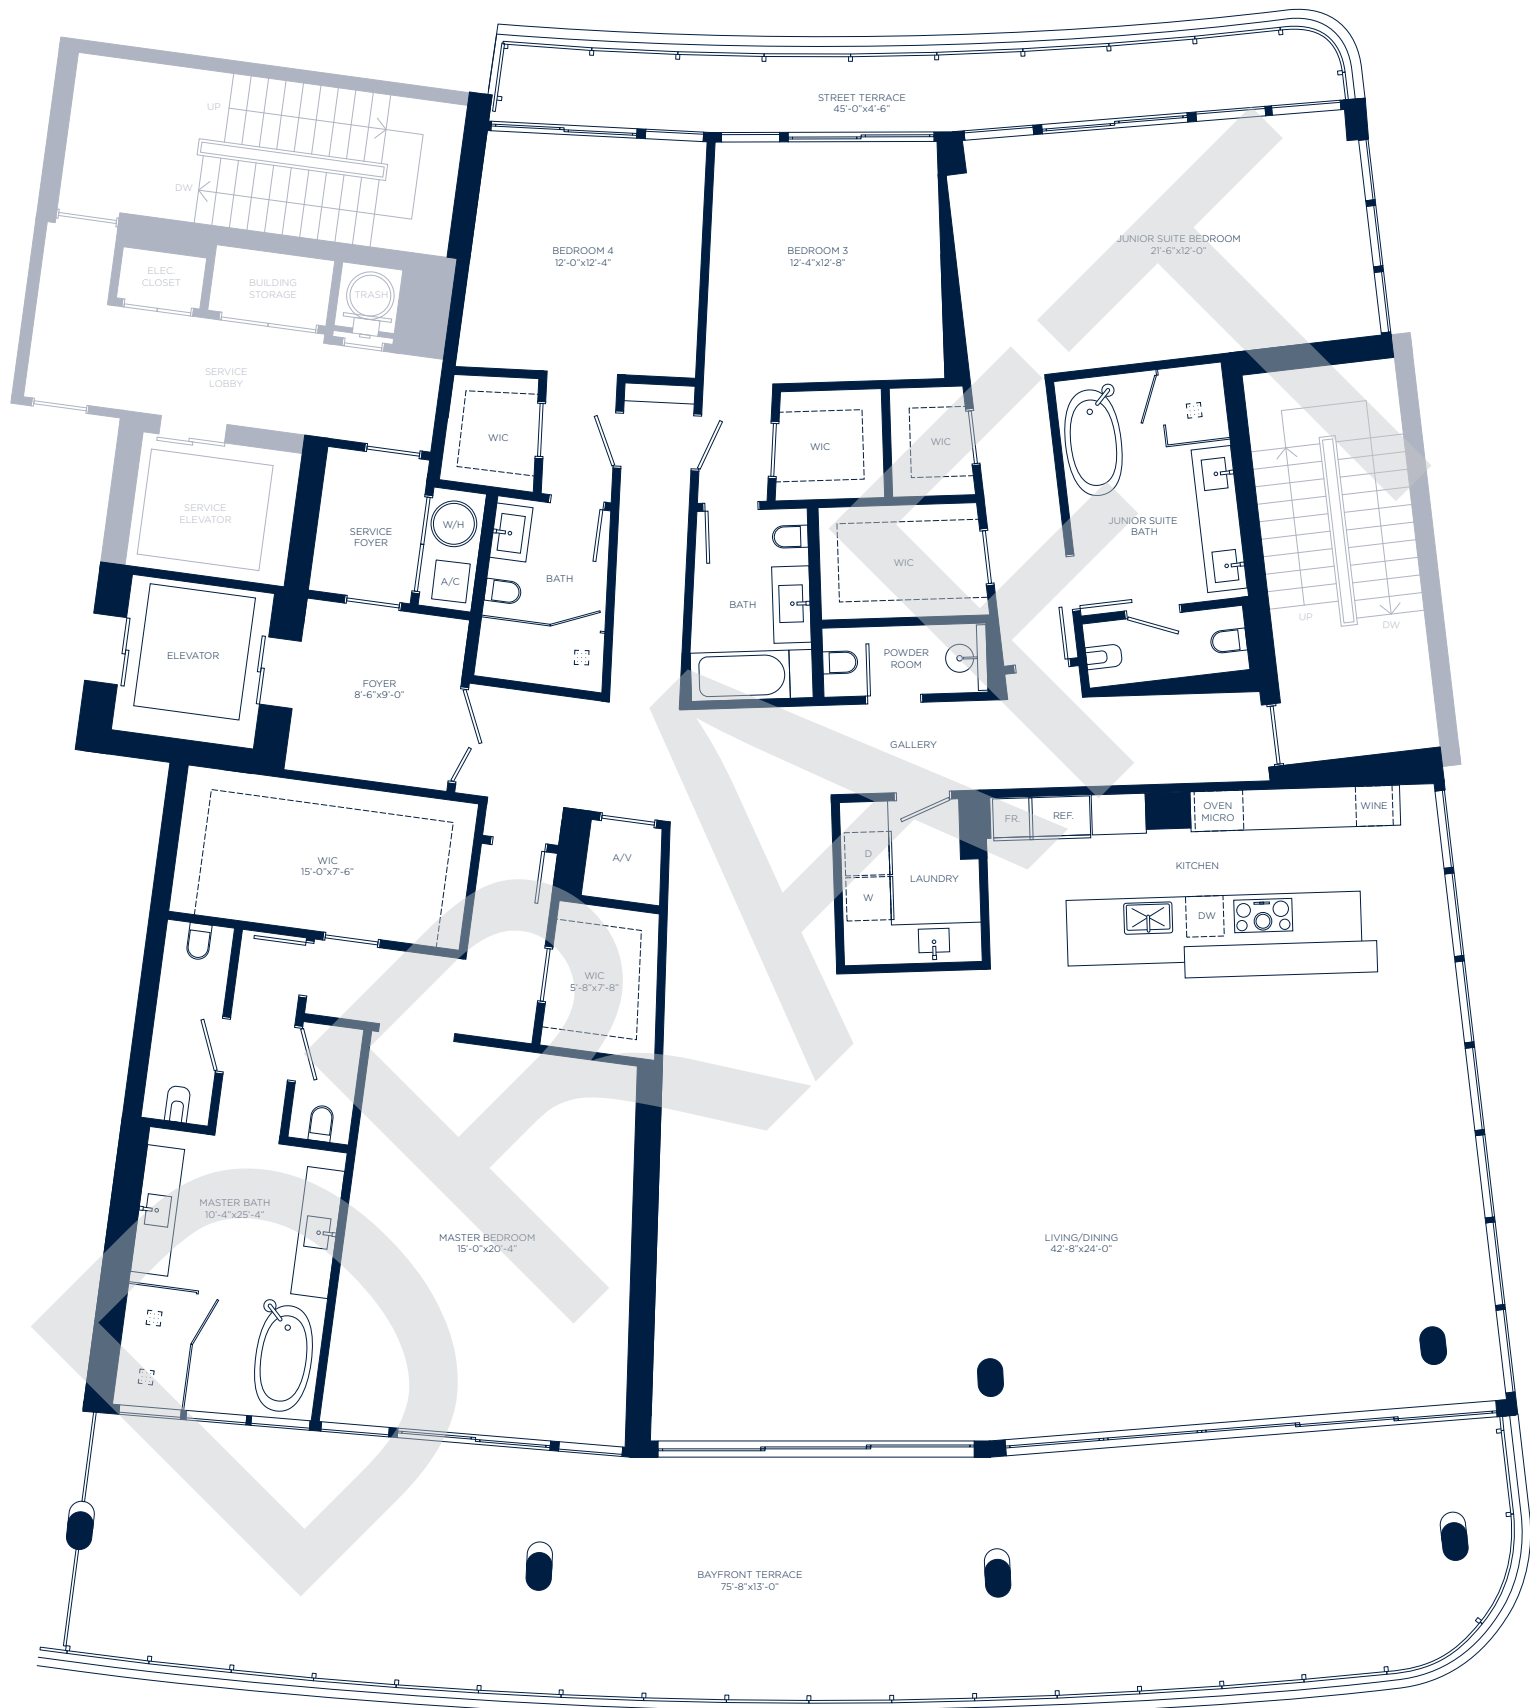 STREET TERRACE
45'-0"x4'-6"
UP
DW
BEDROOM 4
12'-0"x12'-4"
BEDROOM 3
12'-4"x12'-8"
JUNIOR SUITE BEDROOM
21'-6"x12'-0"
ELEC.
CLOSET
BUILDING
STORAGE
TRASH
SERVICE
LOBBY
WIC
WIC
WIC
SERVICE
ELEVATOR
SERVICE
FOYER
W/H
A/C
BATH
BATH
WIC
JUNIOR SUITE
BATH
UP
DW
ELEVATOR
FOYER
8'-6"x9'-0"
POWDER
ROOM
GALLERY
WIC
15'-0"x7'-6"
A/V
D
W
LAUNDRY
FR.
REF.
OVEN
MICRO
WINE
KITCHEN
DW
WIC
5'-8"x7'-8"
MASTER BATH
10'-4"x25'-4"
MASTER BEDROOM
15'-0"x20'-4"
LIVING/DINING
42'-8"x24'-0"
BAYFRONT TERRACE
75'-8"x13'-0"
DRAFT